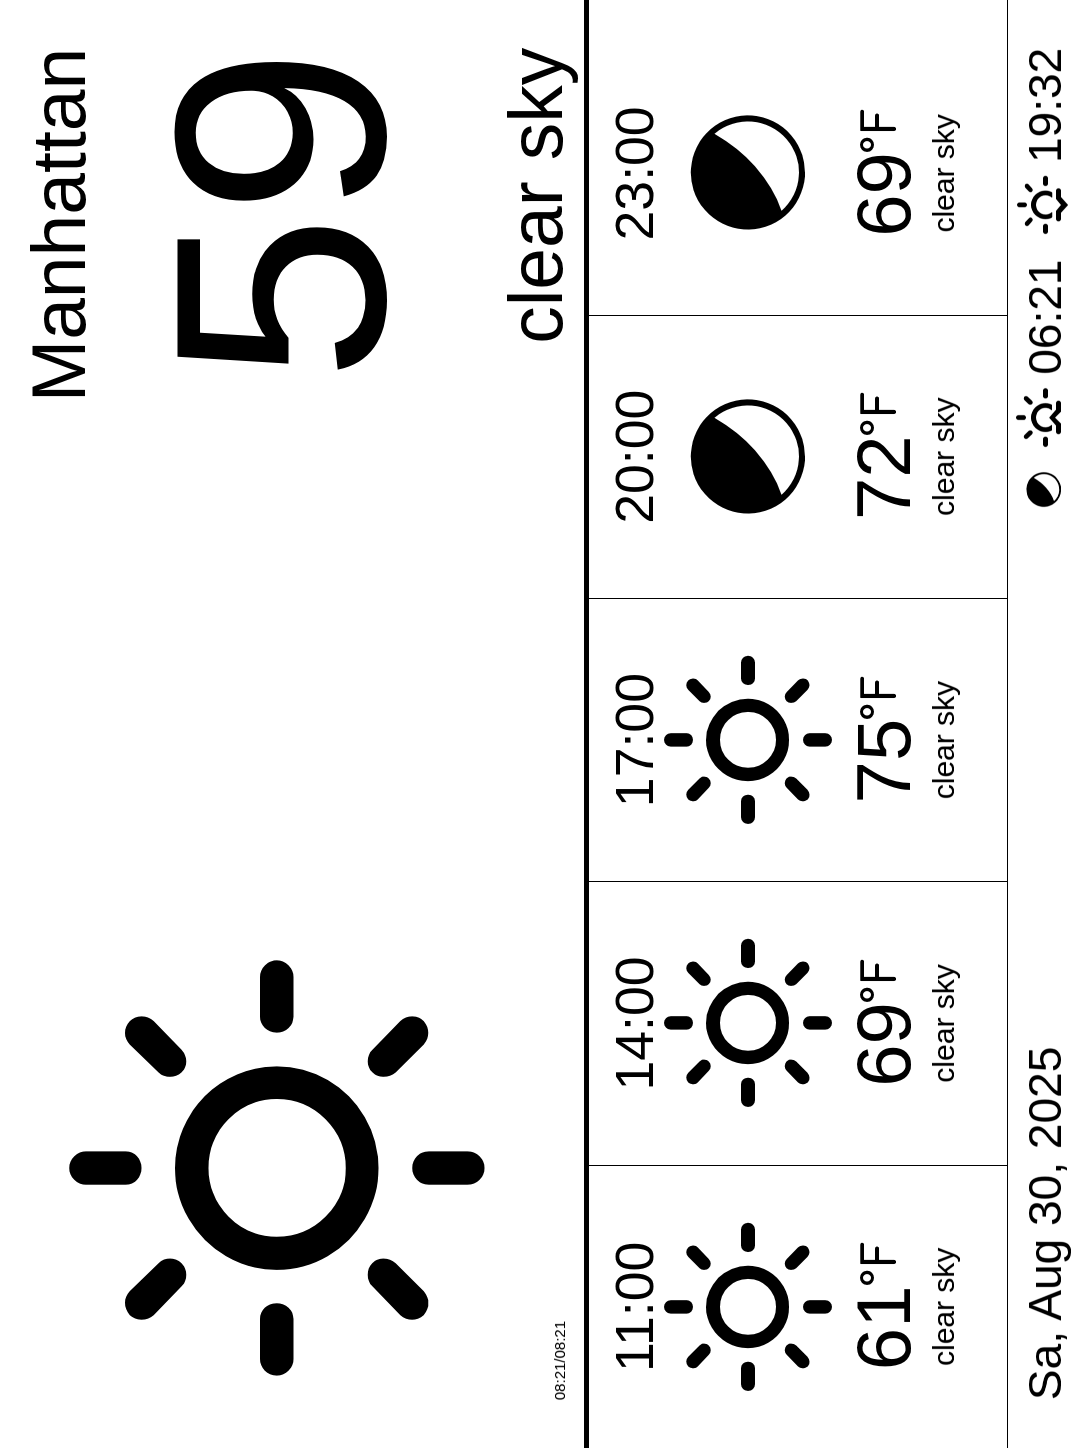 Manhattan
59
clear sky
08:21/08:21
11:00
61°F
clear sky
14:00
69°F
clear sky
17:00
75°F
clear sky
20:00
72°F
clear sky
23:00
69°F
clear sky
Sa, Aug 30, 2025
06:21
19:32